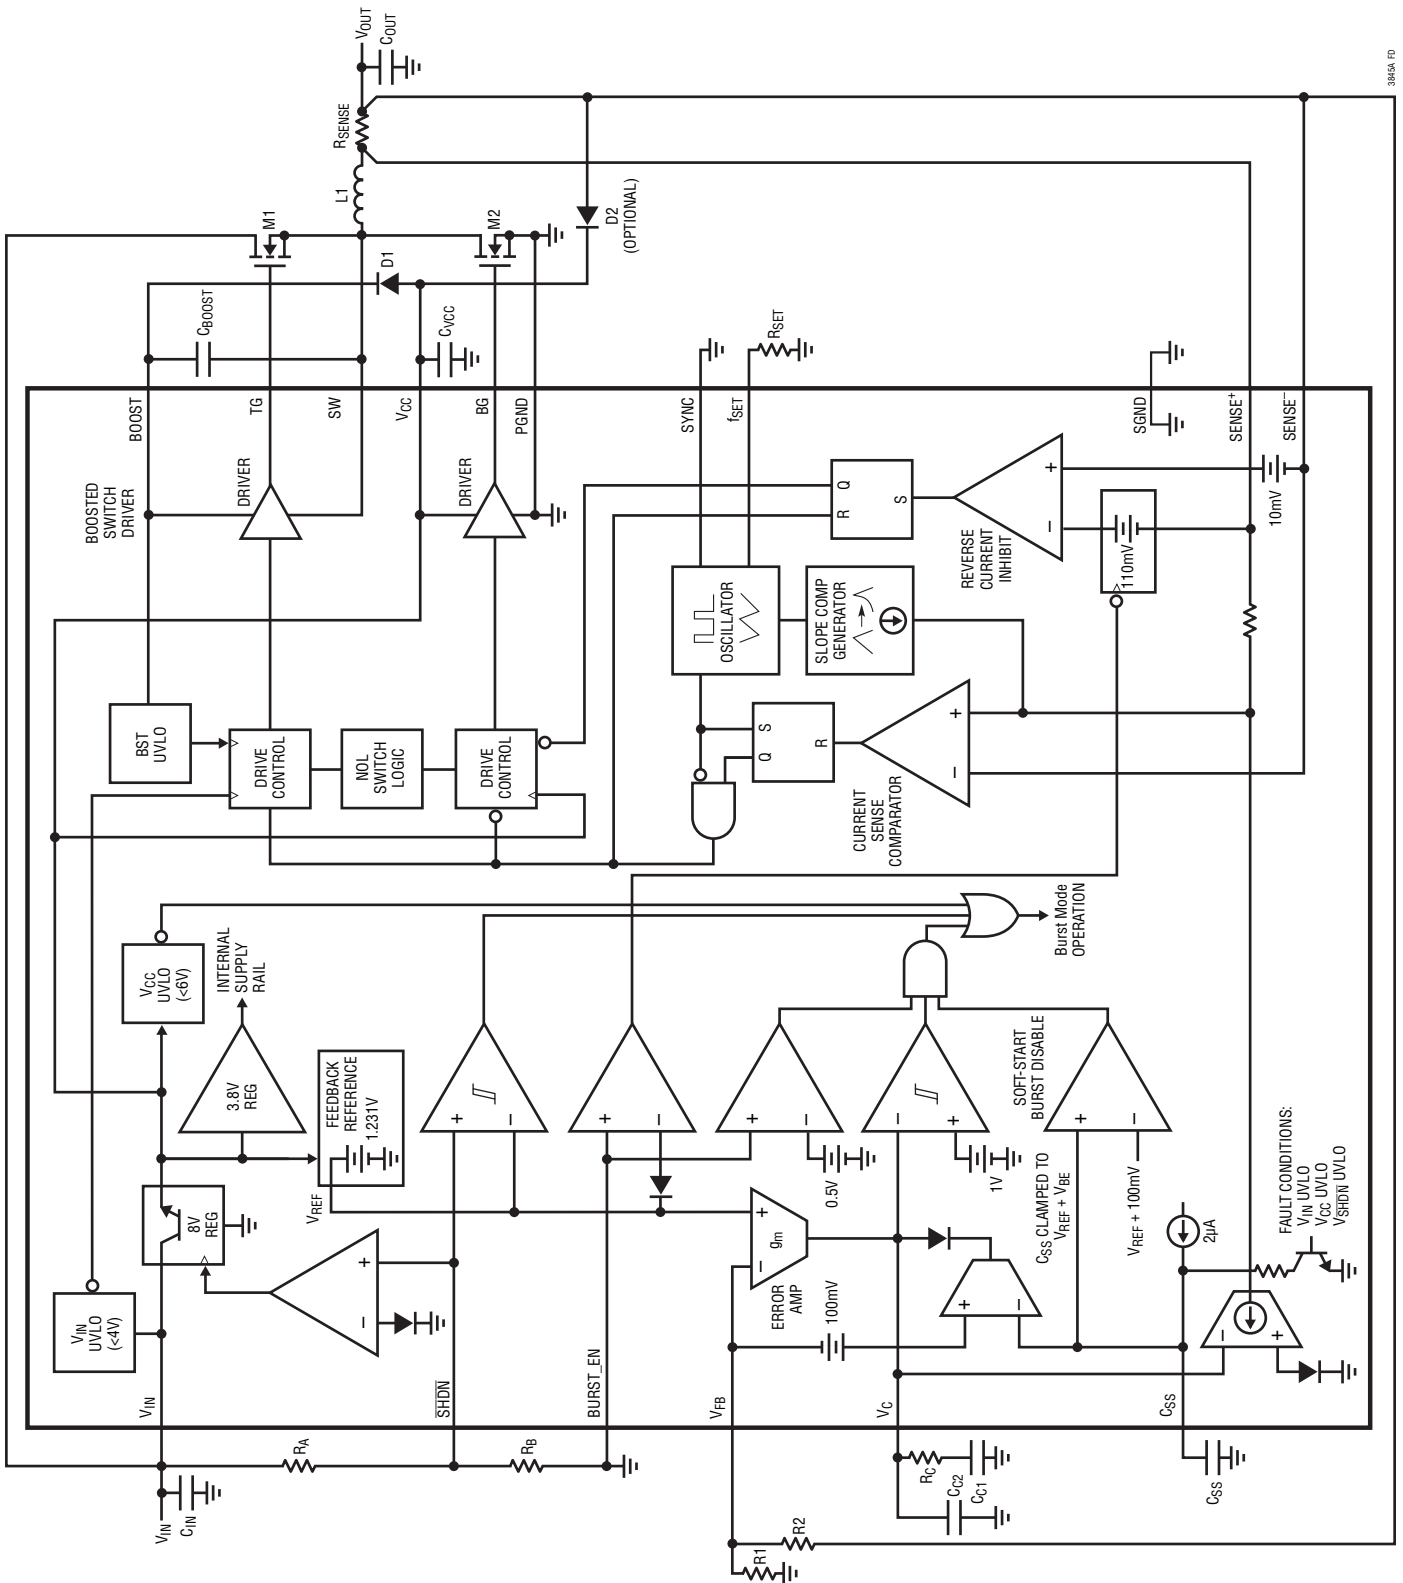 3845A FD
VOUT
COUT
RSENSE
L1
M1
M2
D1
D2
(OPTIONAL)
CBOOST
CVCC
RSET
BOOST
TG
SW
VCC
BG
PGND
SYNC
fSET
SGND
SENSE+
SENSE–
BOOSTED
SWITCH
DRIVER
DRIVER
DRIVER
Q
R
S
+
–
REVERSE
CURRENT
INHIBIT
110mV
10mV
OSCILLATOR
SLOPE COMP
GENERATOR
BST
UVLO
DRIVE
CONTROL
NOL
SWITCH
LOGIC
DRIVE
CONTROL
S
Q
R
+
–
CURRENT
SENSE
COMPARATOR
VCC
UVLO
(<6V)
INTERNAL
SUPPLY
RAIL
Burst Mode
OPERATION
3.8V
REG
FEEDBACK
REFERENCE
1.231V
+
–
+
–
+
–
0.5V
–
+
1V
SOFT-START
BURST DISABLE
+
–
8V
REG
VREF
+
–
gm
ERROR
AMP
CSS CLAMPED TO
VREF + VBE
VREF + 100mV
2µA
FAULT CONDITIONS:
VIN UVLO
VCC UVLO
VSHDN UVLO
VIN
UVLO
(<4V)
+
–
100mV
+
–
–
+
VIN
SHDN
BURST_EN
VFB
VC
CSS
RA
RB
VIN
CIN
RC
CC2
CC1
CSS
R1
R2